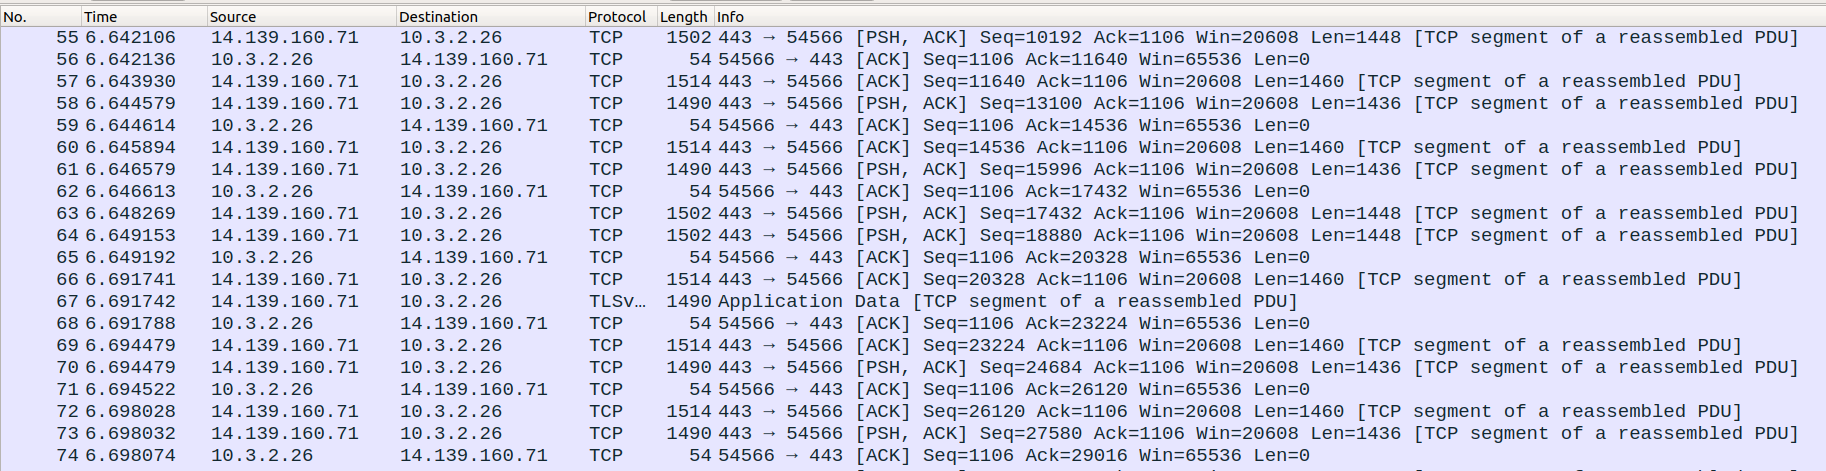 No. Time Source Destination Protocol Length Info
55 6.642106 14.139.160.71 10.3.2.26 TCP 1502 443 → 54566 [PSH, ACK] Seq=10192 Ack=1106 Win=20608 Len=1448 [TCP segment of a reassembled PDU]
56 6.642136 10.3.2.26 14.139.160.71 TCP 54 54566 → 443 [ACK] Seq=1106 Ack=11640 Win=65536 Len=0
57 6.643930 14.139.160.71 10.3.2.26 TCP 1514 443 → 54566 [ACK] Seq=11640 Ack=1106 Win=20608 Len=1460 [TCP segment of a reassembled PDU]
58 6.644579 14.139.160.71 10.3.2.26 TCP 1490 443 → 54566 [PSH, ACK] Seq=13100 Ack=1106 Win=20608 Len=1436 [TCP segment of a reassembled PDU]
59 6.644614 10.3.2.26 14.139.160.71 TCP 54 54566 → 443 [ACK] Seq=1106 Ack=14536 Win=65536 Len=0
60 6.645894 14.139.160.71 10.3.2.26 TCP 1514 443 → 54566 [ACK] Seq=14536 Ack=1106 Win=20608 Len=1460 [TCP segment of a reassembled PDU]
61 6.646579 14.139.160.71 10.3.2.26 TCP 1490 443 → 54566 [PSH, ACK] Seq=15996 Ack=1106 Win=20608 Len=1436 [TCP segment of a reassembled PDU]
62 6.646613 10.3.2.26 14.139.160.71 TCP 54 54566 → 443 [ACK] Seq=1106 Ack=17432 Win=65536 Len=0
63 6.648269 14.139.160.71 10.3.2.26 TCP 1502 443 → 54566 [PSH, ACK] Seq=17432 Ack=1106 Win=20608 Len=1448 [TCP segment of a reassembled PDU]
64 6.649153 14.139.160.71 10.3.2.26 TCP 1502 443 → 54566 [PSH, ACK] Seq=18880 Ack=1106 Win=20608 Len=1448 [TCP segment of a reassembled PDU]
65 6.649192 10.3.2.26 14.139.160.71 TCP 54 54566 → 443 [ACK] Seq=1106 Ack=20328 Win=65536 Len=0
66 6.691741 14.139.160.71 10.3.2.26 TCP 1514 443 → 54566 [ACK] Seq=20328 Ack=1106 Win=20608 Len=1460 [TCP segment of a reassembled PDU]
67 6.691742 14.139.160.71 10.3.2.26 TLSv… 1490 Application Data [TCP segment of a reassembled PDU]
68 6.691788 10.3.2.26 14.139.160.71 TCP 54 54566 → 443 [ACK] Seq=1106 Ack=23224 Win=65536 Len=0
69 6.694479 14.139.160.71 10.3.2.26 TCP 1514 443 → 54566 [ACK] Seq=23224 Ack=1106 Win=20608 Len=1460 [TCP segment of a reassembled PDU]
70 6.694479 14.139.160.71 10.3.2.26 TCP 1490 443 → 54566 [PSH, ACK] Seq=24684 Ack=1106 Win=20608 Len=1436 [TCP segment of a reassembled PDU]
71 6.694522 10.3.2.26 14.139.160.71 TCP 54 54566 → 443 [ACK] Seq=1106 Ack=26120 Win=65536 Len=0
72 6.698028 14.139.160.71 10.3.2.26 TCP 1514 443 → 54566 [ACK] Seq=26120 Ack=1106 Win=20608 Len=1460 [TCP segment of a reassembled PDU]
73 6.698032 14.139.160.71 10.3.2.26 TCP 1490 443 → 54566 [PSH, ACK] Seq=27580 Ack=1106 Win=20608 Len=1436 [TCP segment of a reassembled PDU]
74 6.698074 10.3.2.26 14.139.160.71 TCP 54 54566 → 443 [ACK] Seq=1106 Ack=29016 Win=65536 Len=0